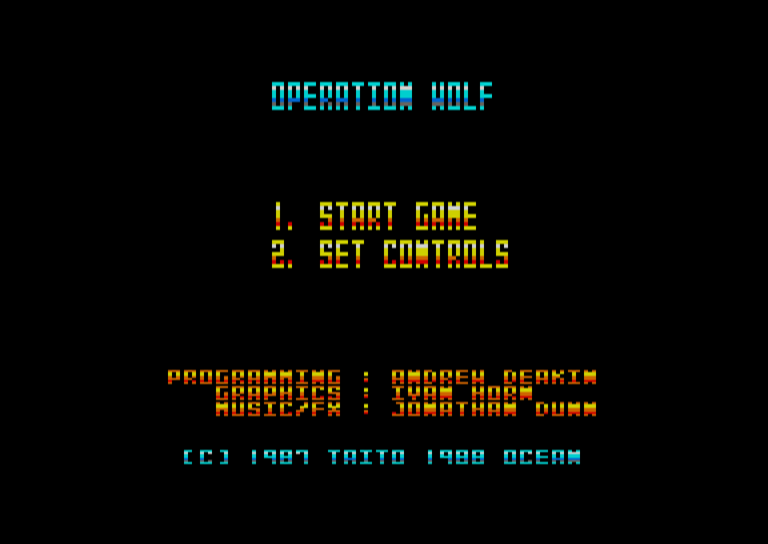 OPERATION WOLF
1. START GAME
2. SET CONTROLS
PROGRAMMING : ANDREW DEAKIN
GRAPHICS : IVAN HORN
MUSIC/FX : JONATHAN DUNN
[C] 1987 TAITO 1988 OCEAN